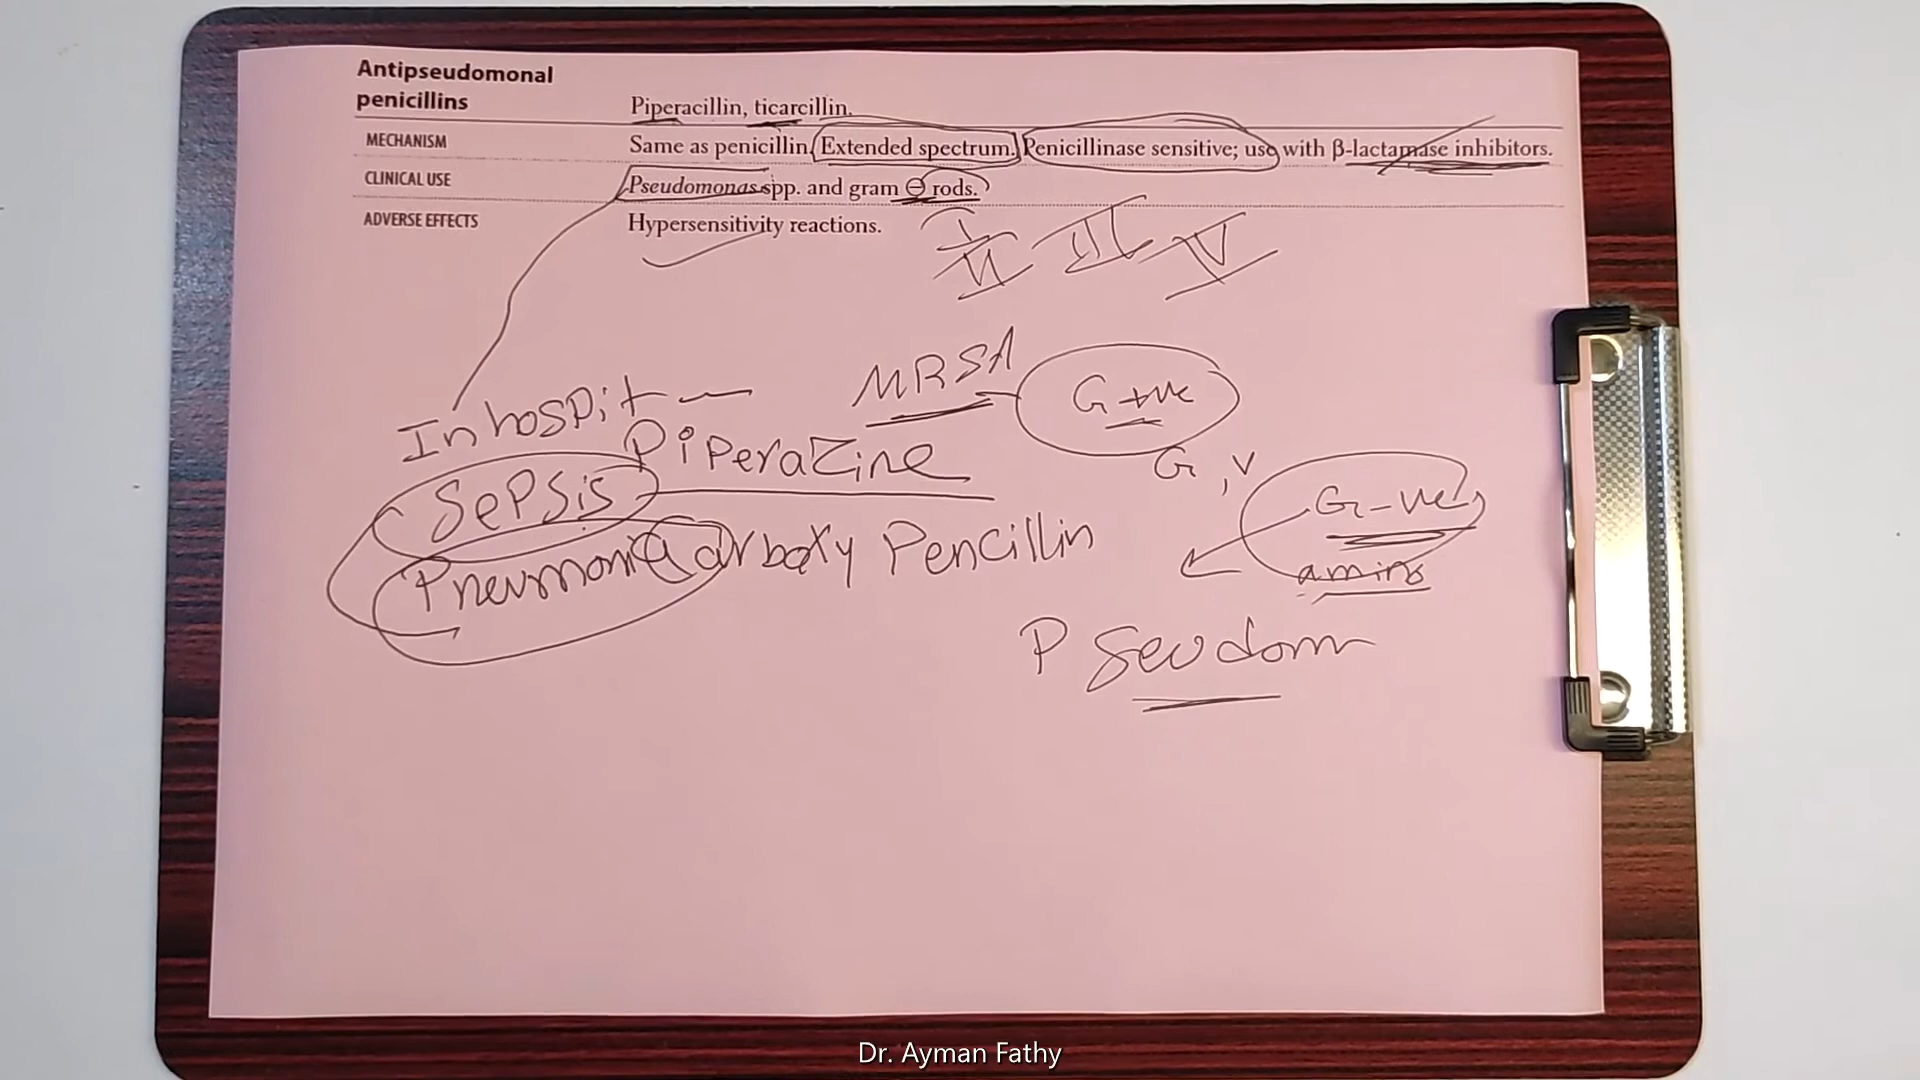 Antipseudomonal
penicillins
Piperacillin, ticarcillin.
MECHANISM
Same as penicillin. Extended spectrum. Penicillinase sensitive; use with β-lactamase inhibitors.
CLINICAL USE
Pseudomonas spp. and gram ⊖ rods.
ADVERSE EFFECTS
Hypersensitivity reactions.
MRSA
G +ve
In hospit
Piperazine
G, V
Sepsis
G -ve
Pneumonia
Carboxy Pencillin
amino
Pseudom
Dr. Ayman Fathy